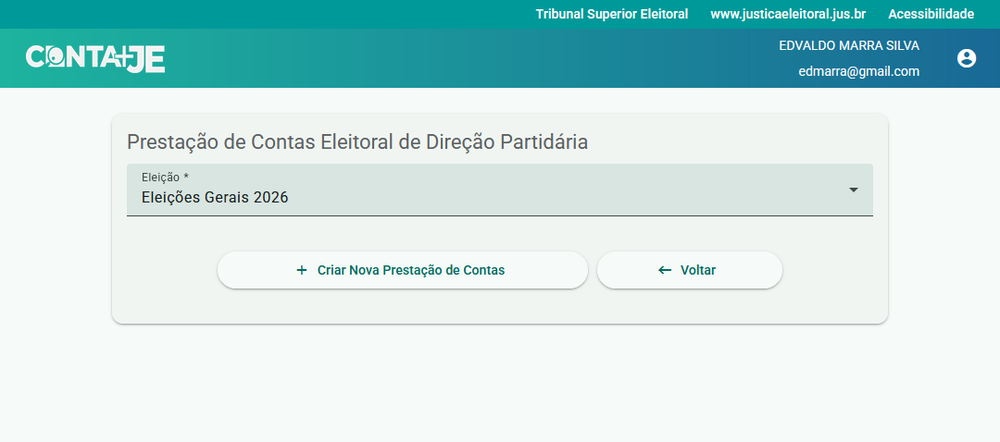 Tribunal Superior Eleitoral www.justicaeleitoral.jus.br Acessibilidade
CONTA+JE
EDVALDO MARRA SILVA
edmarra@gmail.com
Prestação de Contas Eleitoral de Direção Partidária
Eleição *
Eleições Gerais 2026
Criar Nova Prestação de Contas Voltar